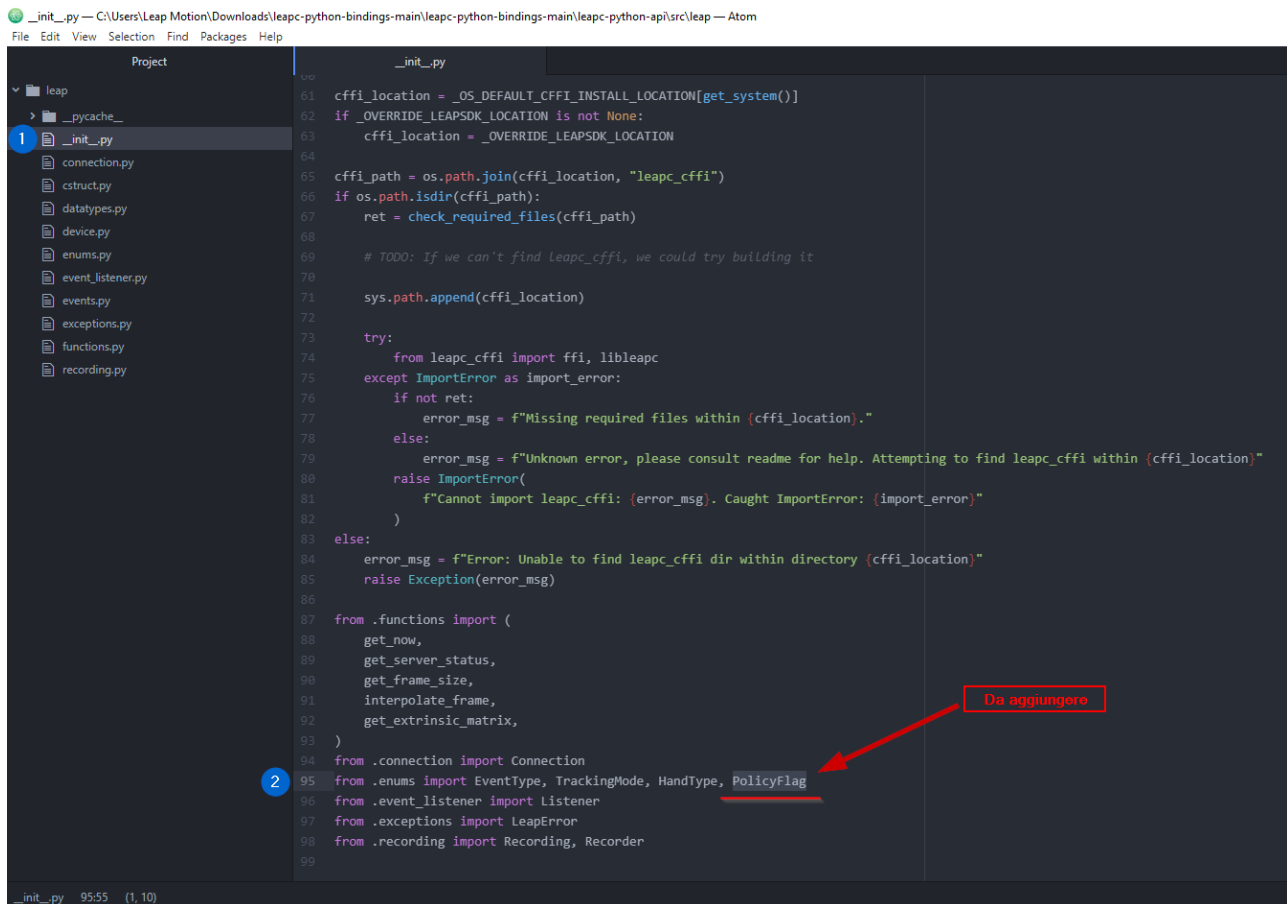 __init__.py — C:\Users\Leap Motion\Downloads\leapc-python-bindings-main\leapc-python-bindings-main\leapc-python-api\src\leap — Atom
File Edit View Selection Find Packages Help
Project
__init__.py
leap
__pycache__
1 __init__.py
connection.py
cstruct.py
datatypes.py
device.py
enums.py
event_listener.py
events.py
exceptions.py
functions.py
recording.py
60
61 cffi_location = _OS_DEFAULT_CFFI_INSTALL_LOCATION[get_system()]
62 if _OVERRIDE_LEAPSDK_LOCATION is not None:
63     cffi_location = _OVERRIDE_LEAPSDK_LOCATION
64
65 cffi_path = os.path.join(cffi_location, "leapc_cffi")
66 if os.path.isdir(cffi_path):
67     ret = check_required_files(cffi_path)
68
69     # TODO: If we can't find leapc_cffi, we could try building it
70
71     sys.path.append(cffi_location)
72
73     try:
74         from leapc_cffi import ffi, libleapc
75     except ImportError as import_error:
76         if not ret:
77             error_msg = f"Missing required files within {cffi_location}."
78         else:
79             error_msg = f"Unknown error, please consult readme for help. Attempting to find leapc_cffi within {cffi_location}"
80         raise ImportError(
81             f"Cannot import leapc_cffi: {error_msg}. Caught ImportError: {import_error}"
82         )
83 else:
84     error_msg = f"Error: Unable to find leapc_cffi dir within directory {cffi_location}"
85     raise Exception(error_msg)
86
87 from .functions import (
88     get_now,
89     get_server_status,
90     get_frame_size,
91     interpolate_frame,
92     get_extrinsic_matrix,
93 )
Da aggiungere
94 from .connection import Connection
2 95 from .enums import EventType, TrackingMode, HandType, PolicyFlag
96 from .event_listener import Listener
97 from .exceptions import LeapError
98 from .recording import Recording, Recorder
99
__init__.py 95:55 (1, 10)